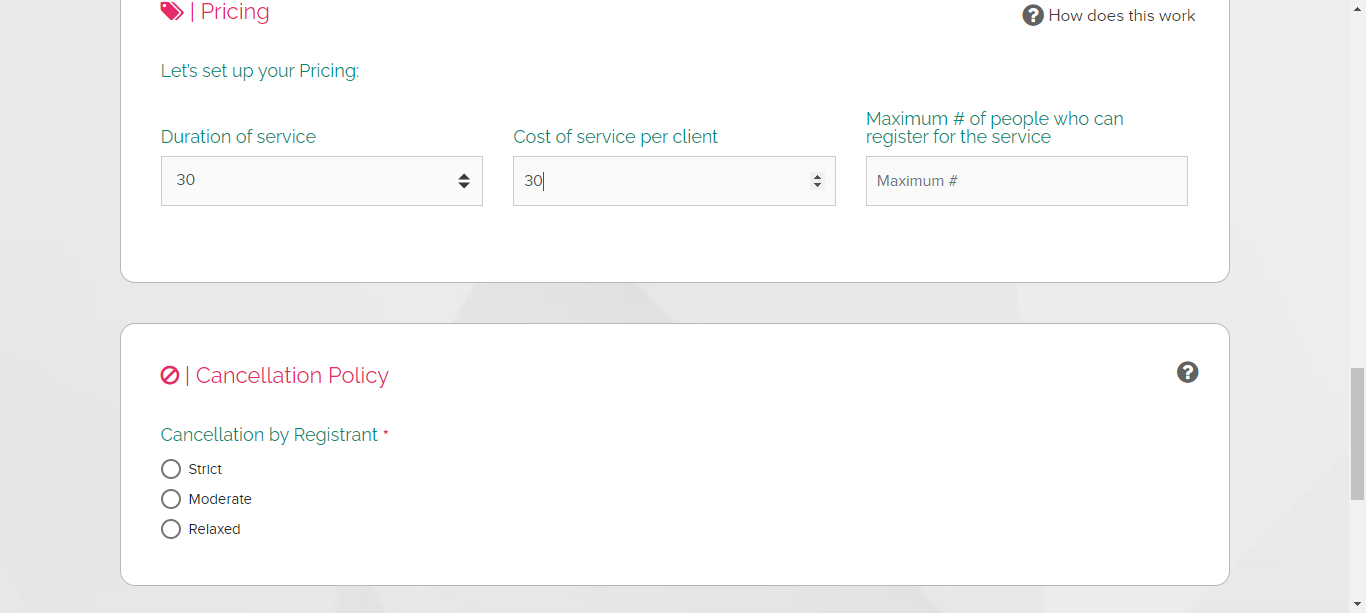 | Pricing
How does this work
Let's set up your Pricing:
Duration of service
Cost of service per client
Maximum # of people who can
register for the service
30
30
Maximum #
| Cancellation Policy
Cancellation by Registrant *
Strict
Moderate
Relaxed